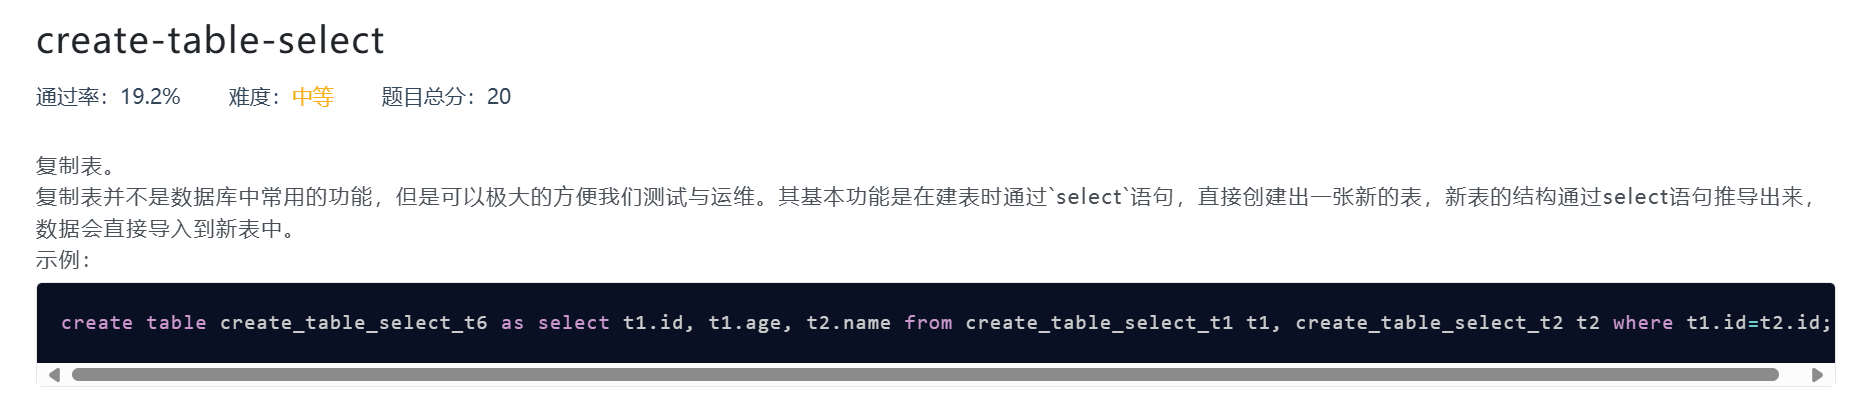 create-table-select
通过率：19.2% 难度：中等 题目总分：20
复制表。
复制表并不是数据库中常用的功能，但是可以极大的方便我们测试与运维。其基本功能是在建表时通过`select`语句，直接创建出一张新的表，新表的结构通过select语句推导出来，
数据会直接导入到新表中。
示例：
create table create_table_select_t6 as select t1.id, t1.age, t2.name from create_table_select_t1 t1, create_table_select_t2 t2 where t1.id=t2.id;